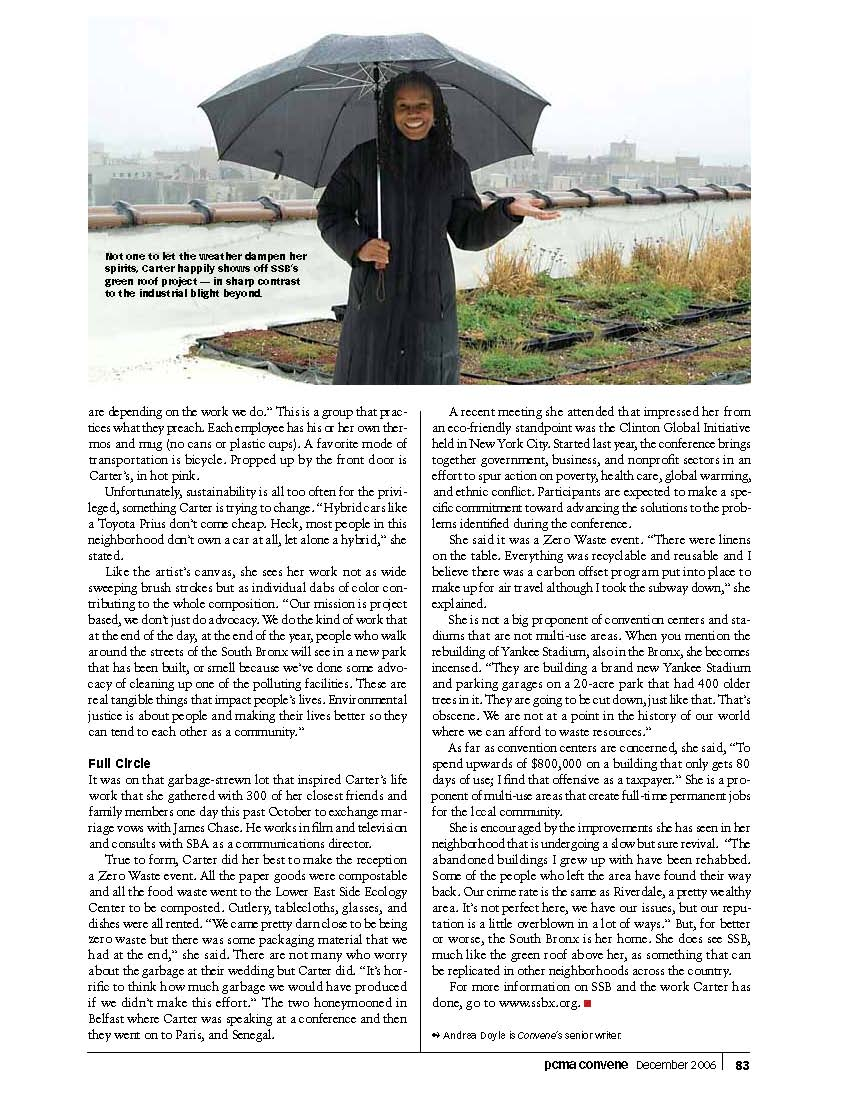 Not one to let the weather dampen her
spirits, Carter happily shows off SSB's
green roof project — in sharp contrast
to the industrial blight beyond.
are depending on the work we do." This is a group that prac-
tices what they preach. Each employee has his or her own ther-
mos and mug (no cans or plastic cups). A favorite mode of
transportation is bicycle. Propped up by the front door is
Carter's, in hot pink.
Unfortunately, sustainability is all too often for the privi-
leged, something Carter is trying to change. "Hybrid cars like
a Toyota Prius don't come cheap. Heck, most people in this
neighborhood don't own a car at all, let alone a hybrid," she
stated.
Like the artist's canvas, she sees her work not as wide
sweeping brush strokes but as individual dabs of color con-
tributing to the whole composition. "Our mission is project
based, we don't just do advocacy. We do the kind of work that
at the end of the day, at the end of the year, people who walk
around the streets of the South Bronx will see in a new park
that has been built, or smell because we've done some advo-
cacy of cleaning up one of the polluting facilities. These are
real tangible things that impact people's lives. Environmental
justice is about people and making their lives better so they
can tend to each other as a community."
Full Circle
It was on that garbage-strewn lot that inspired Carter's life
work that she gathered with 300 of her closest friends and
family members one day this past October to exchange mar-
riage vows with James Chase. He works in film and television
and consults with SBA as a communications director.
True to form, Carter did her best to make the reception
a Zero Waste event. All the paper goods were compostable
and all the food waste went to the Lower East Side Ecology
Center to be composted. Cutlery, tablecloths, glasses, and
dishes were all rented. "We came pretty darn close to be being
zero waste but there was some packaging material that we
had at the end," she said. There are not many who worry
about the garbage at their wedding but Carter did. "It's hor-
rific to think how much garbage we would have produced
if we didn't make this effort." The two honeymooned in
Belfast where Carter was speaking at a conference and then
they went on to Paris, and Senegal.
A recent meeting she attended that impressed her from
an eco-friendly standpoint was the Clinton Global Initiative
held in New York City. Started last year, the conference brings
together government, business, and nonprofit sectors in an
effort to spur action on poverty, health care, global warming,
and ethnic conflict. Participants are expected to make a spe-
cific commitment toward advancing the solutions to the prob-
lems identified during the conference.
She said it was a Zero Waste event. "There were linens
on the table. Everything was recyclable and reusable and I
believe there was a carbon offset program put into place to
make up for air travel although I took the subway down," she
explained.
She is not a big proponent of convention centers and sta-
diums that are not multi-use areas. When you mention the
rebuilding of Yankee Stadium, also in the Bronx, she becomes
incensed. "They are building a brand new Yankee Stadium
and parking garages on a 20-acre park that had 400 older
trees in it. They are going to be cut down, just like that. That's
obscene. We are not at a point in the history of our world
where we can afford to waste resources."
As far as convention centers are concerned, she said, "To
spend upwards of $800,000 on a building that only gets 80
days of use; I find that offensive as a taxpayer." She is a pro-
ponent of multi-use areas that create full-time permanent jobs
for the local community.
She is encouraged by the improvements she has seen in her
neighborhood that is undergoing a slow but sure revival. "The
abandoned buildings I grew up with have been rehabbed.
Some of the people who left the area have found their way
back. Our crime rate is the same as Riverdale, a pretty wealthy
area. It's not perfect here, we have our issues, but our repu-
tation is a little overblown in a lot of ways." But, for better
or worse, the South Bronx is her home. She does see SSB,
much like the green roof above her, as something that can
be replicated in other neighborhoods across the country.
For more information on SSB and the work Carter has
done, go to www.ssbx.org.
Andrea Doyle is Convene's senior writer.
pcma convene December 2006 83